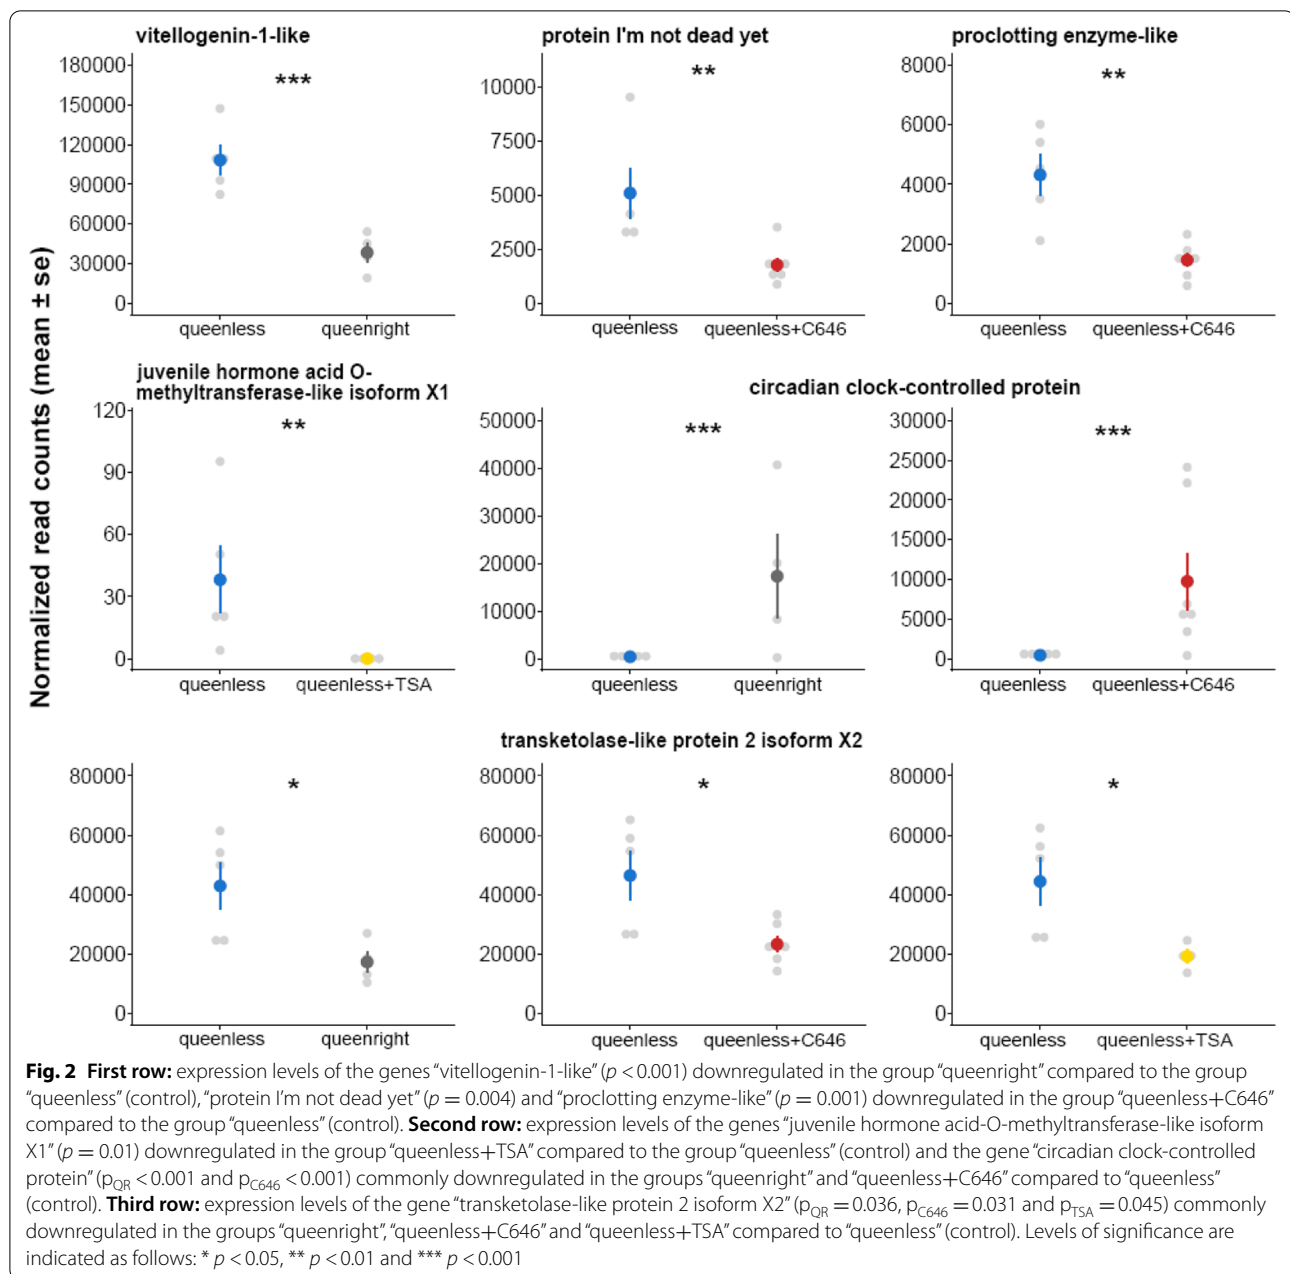 vitellogenin-1-like
protein I'm not dead yet
proclotting enzyme-like
Normalized read counts (mean ± se)
180000
150000
120000
90000
60000
30000
0
***
queenless
queenright
10000
7500
5000
2500
0
**
queenless
queenless+C646
8000
6000
4000
2000
0
**
queenless
queenless+C646
juvenile hormone acid O-
methyltransferase-like isoform X1
circadian clock-controlled protein
120
90
60
30
0
**
queenless
queenless+TSA
50000
40000
30000
20000
10000
0
***
queenless
queenright
30000
25000
20000
15000
10000
5000
0
***
queenless
queenless+C646
transketolase-like protein 2 isoform X2
80000
60000
40000
20000
0
*
queenless
queenright
80000
60000
40000
20000
0
*
queenless
queenless+C646
80000
60000
40000
20000
0
*
queenless
queenless+TSA
Fig. 2 First row: expression levels of the genes “vitellogenin-1-like” (p < 0.001) downregulated in the group “queenright” compared to the group
“queenless” (control), “protein I'm not dead yet” (p = 0.004) and “proclotting enzyme-like” (p = 0.001) downregulated in the group “queenless+C646”
compared to the group “queenless” (control). Second row: expression levels of the genes “juvenile hormone acid-O-methyltransferase-like isoform
X1” (p = 0.01) downregulated in the group “queenless+TSA” compared to the group “queenless” (control) and the gene “circadian clock-controlled
protein” (pQR < 0.001 and pC646 < 0.001) commonly downregulated in the groups “queenright” and “queenless+C646” compared to “queenless”
(control). Third row: expression levels of the gene “transketolase-like protein 2 isoform X2” (pQR = 0.036, pC646 = 0.031 and pTSA = 0.045) commonly
downregulated in the groups “queenright”, “queenless+C646” and “queenless+TSA” compared to “queenless” (control). Levels of significance are
indicated as follows: * p < 0.05, ** p < 0.01 and *** p < 0.001